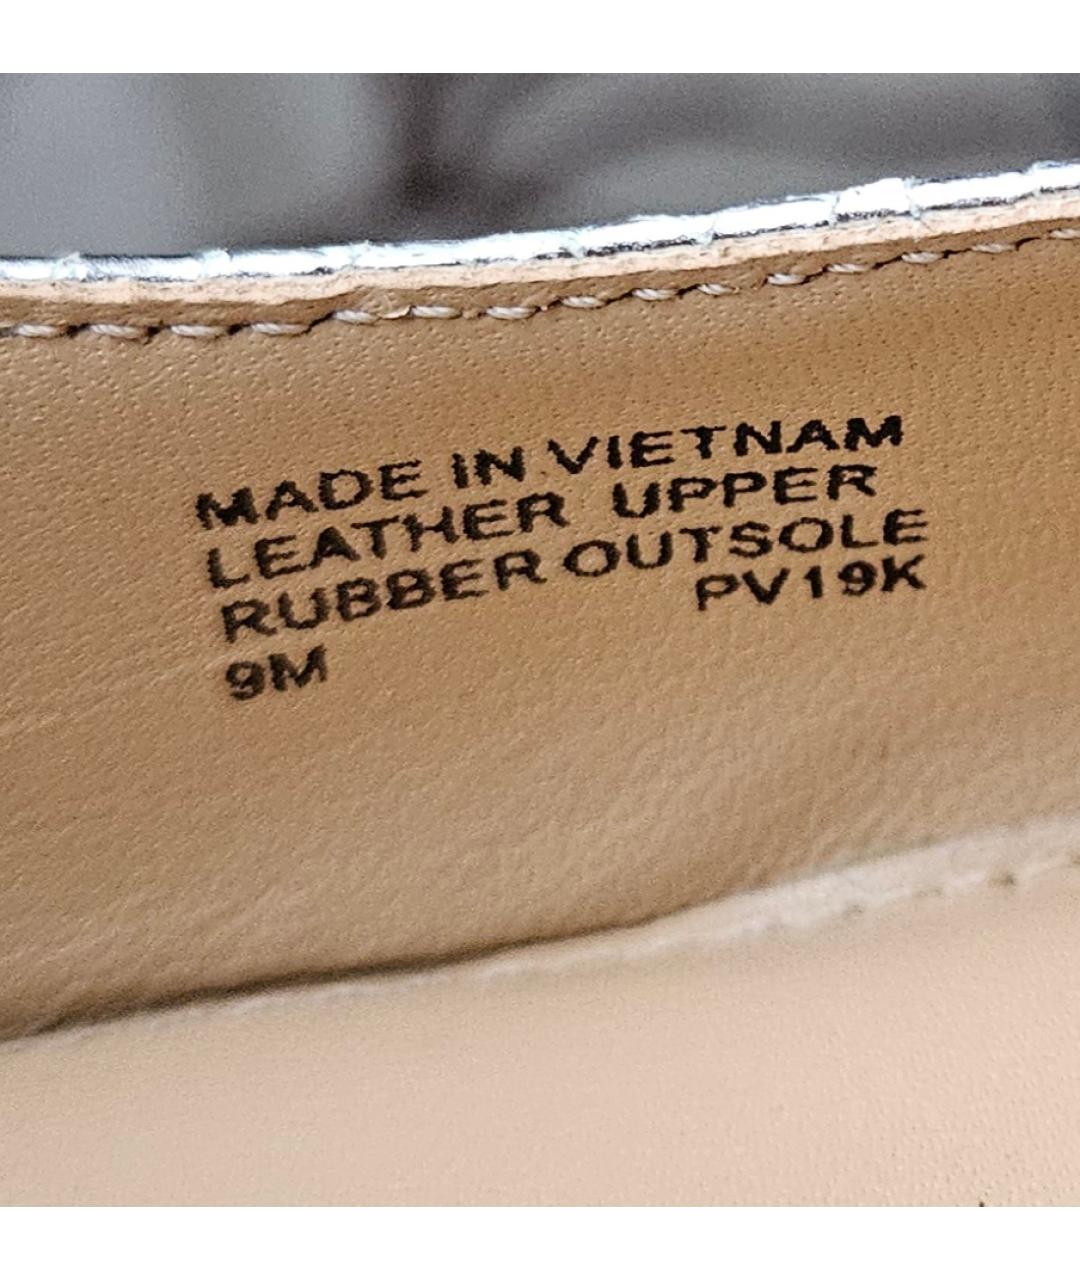 MADE IN VIETNAM
LEATHER UPPER
RUBBER OUTSOLE
PV19K
9M